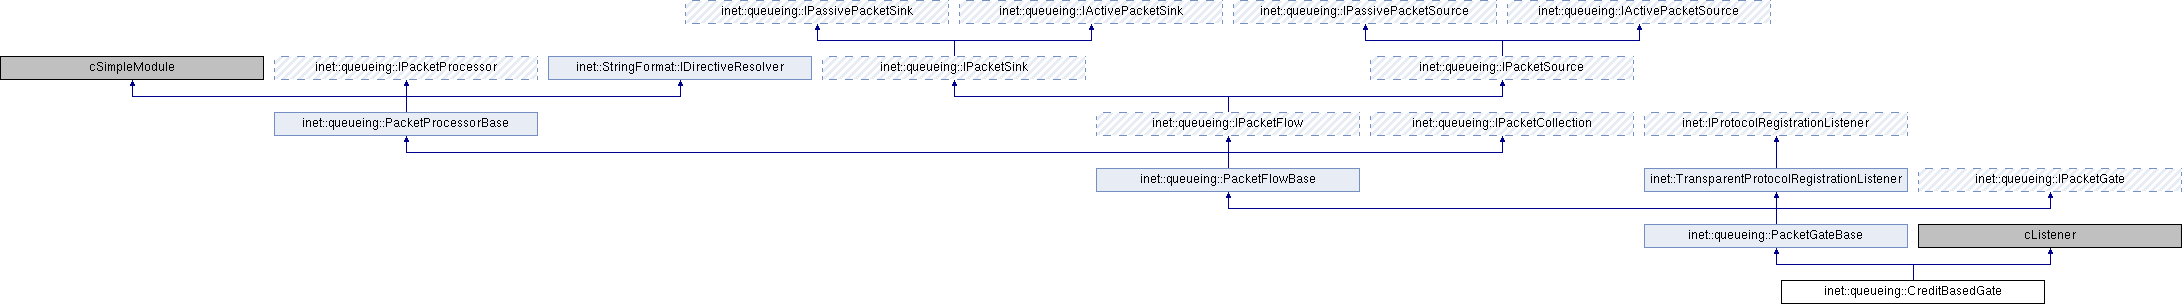 inet::queueing::IPassivePacketSink
inet::queueing::IActivePacketSink
inet::queueing::IPassivePacketSource
inet::queueing::IActivePacketSource
cSimpleModule
inet::queueing::IPacketProcessor
inet::StringFormat::IDirectiveResolver
inet::queueing::IPacketSink
inet::queueing::IPacketSource
inet::queueing::PacketProcessorBase
inet::queueing::IPacketFlow
inet::queueing::IPacketCollection
inet::IProtocolRegistrationListener
inet::queueing::PacketFlowBase
inet::TransparentProtocolRegistrationListener
inet::queueing::IPacketGate
inet::queueing::PacketGateBase
cListener
inet::queueing::CreditBasedGate